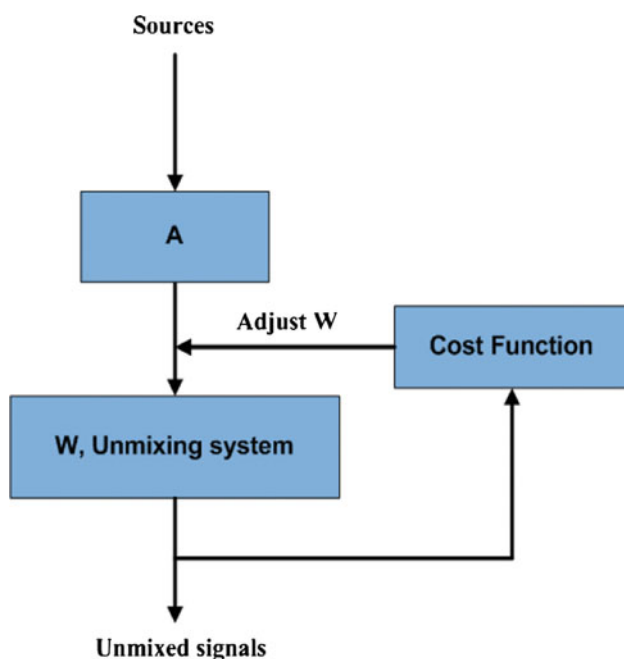 Sources
A
Adjust W
Cost Function
W, Unmixing system
Unmixed signals